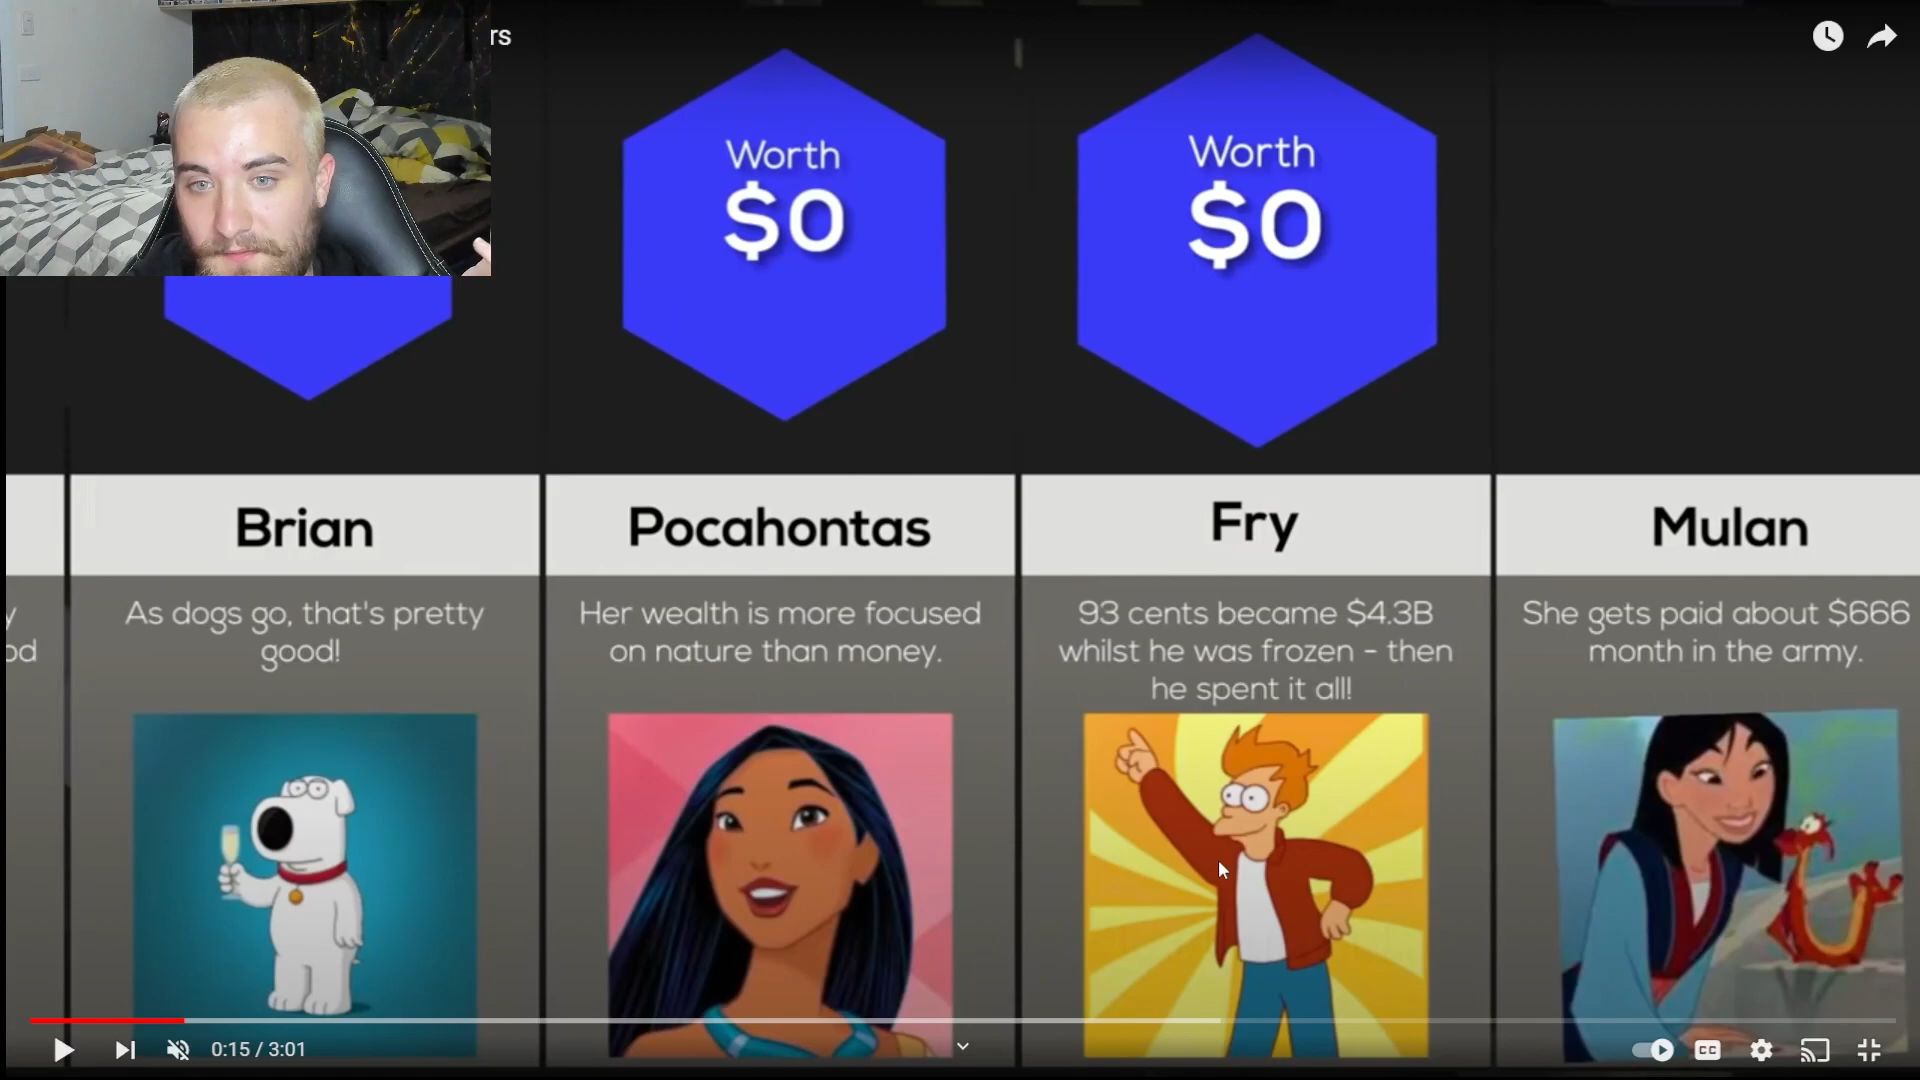 rs
Worth
$0
Worth
$0
Brian
Pocahontas
Fry
Mulan
y
od
As dogs go, that's pretty
good!
Her wealth is more focused
on nature than money.
93 cents became $4.3B
whilst he was frozen - then
he spent it all!
She gets paid about $666
month in the army.
0:15 / 3:01
CC